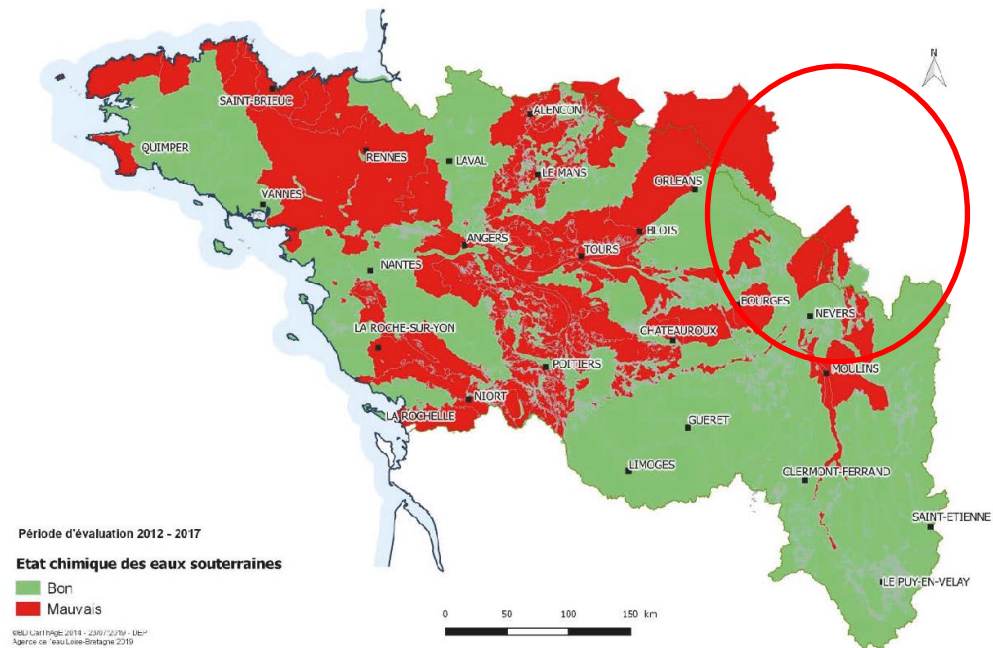 N
SAINT-BRIEUC
ALENCON
QUIMPER
RENNES
LAVAL
LE MANS
ORLEANS
VANNES
BLOIS
ANGERS
TOURS
NANTES
BOURGES
NEVERS
LA ROCHE-SUR-YON
CHATEAUROUX
POITIERS
MOULINS
NIORT
LA ROCHELLE
GUERET
LIMOGES
CLERMONT-FERRAND
SAINT-ETIENNE
LE PUY-EN-VELAY
Période d'évaluation 2012 - 2017
Etat chimique des eaux souterraines
Bon
Mauvais
0 50 100 150 km
©BD CarThAgE 2014 - 23/07/2019 - DEP
Agence de l'eau Loire-Bretagne 2019